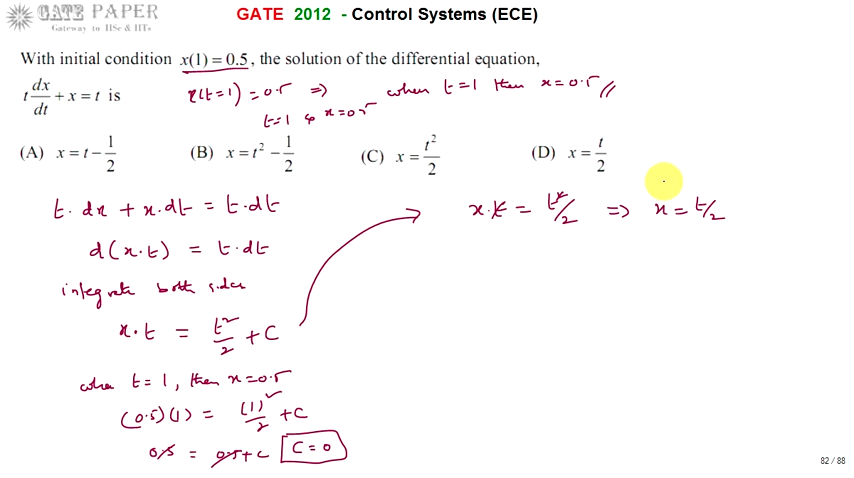 GATE PAPER
Gateway to IISc & IITs
GATE 2012 - Control Systems (ECE)
With initial condition x(1) = 0.5, the solution of the differential equation,
t dx/dt + x = t is
x(t=1) = 0.5 ⇒ when t=1 then x=0.5 //
t=1 & x=0.5
(A) x = t − 1/2 (B) x = t² − 1/2 (C) x = t²/2 (D) x = t/2
t. dx + x.dt = t.dt
d(x.t) = t.dt
integrate both sides
x.t = t²/2 + C
when t=1, then x=0.5
(0.5)(1) = (1)²/2 + C
0.5 = 0.5+C C=0
x.t = t²/2 ⇒ x = t/2
82 / 88